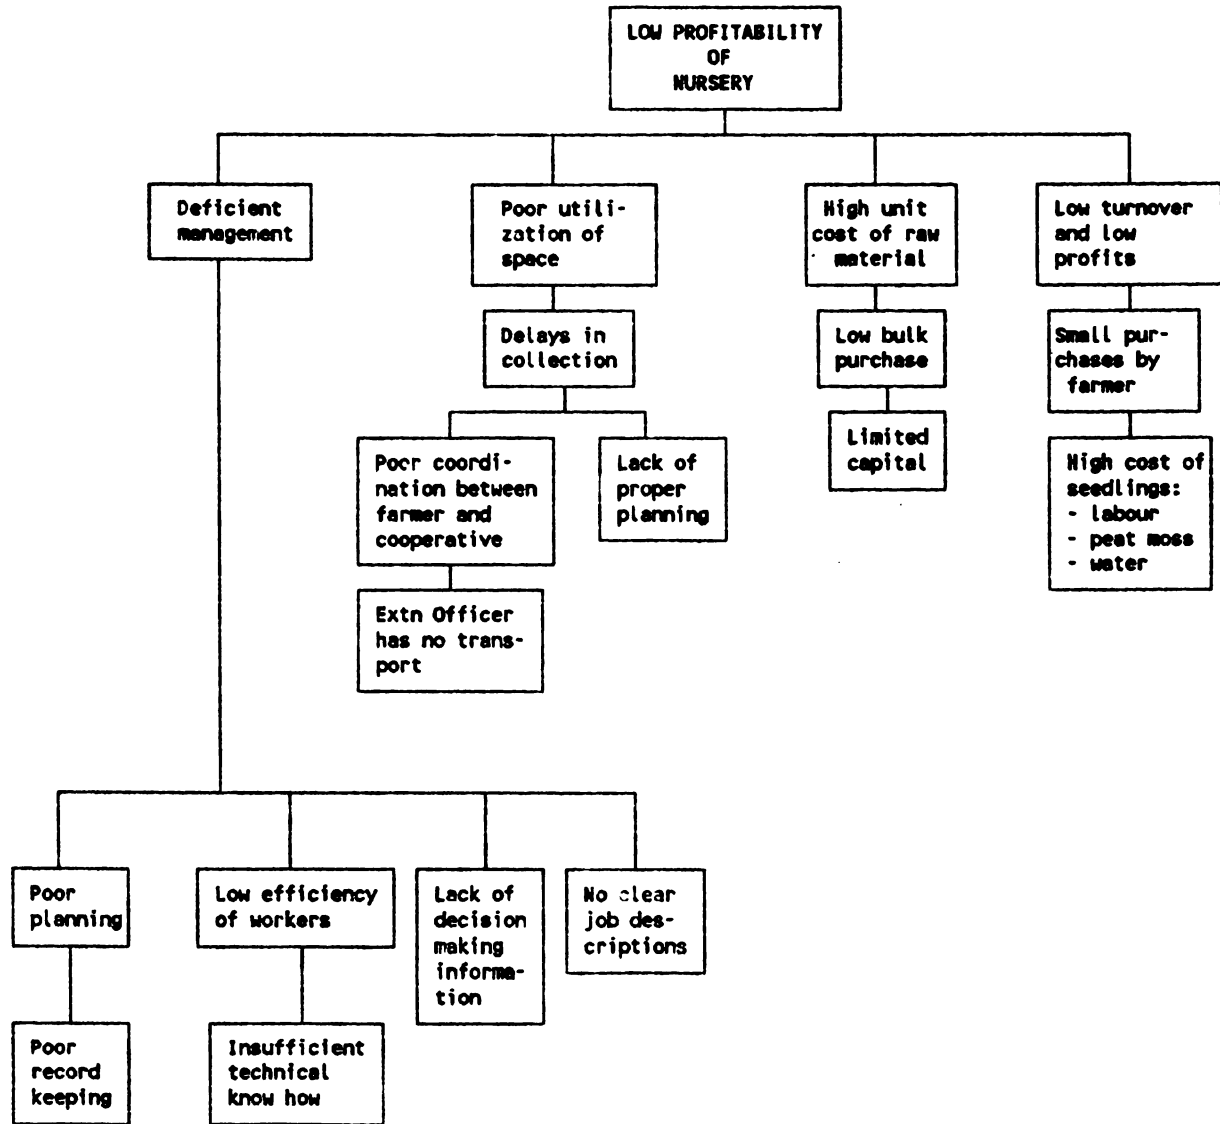 LOW PROFITABILITY
OF
NURSERY
Deficient
management
Poor utili-
zation of
space
High unit
cost of raw
material
Low turnover
and low
profits
Delays in
collection
Low bulk
purchase
Small pur-
chases by
farmer
Poor coordi-
nation between
farmer and
cooperative
Lack of
proper
planning
Limited
capital
High cost of
seedlings:
- labour
- peat moss
- water
Extn Officer
has no trans-
port
Poor
planning
Low efficiency
of workers
Lack of
decision
making
informa-
tion
No clear
job des-
criptions
Poor
record
keeping
Insufficient
technical
know how